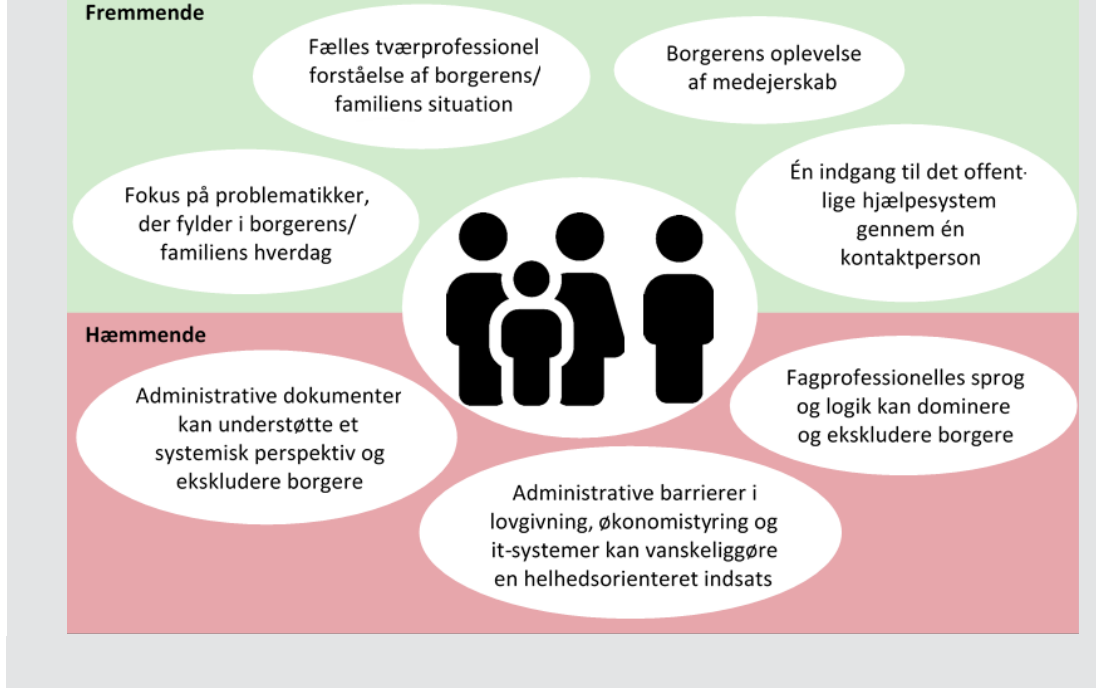 Fremmende
Fælles tværprofessionel
forståelse af borgerens/
familiens situation
Borgerens oplevelse
af medejerskab
Fokus på problematikker,
der fylder i borgerens/
familiens hverdag
Én indgang til det offent-
lige hjælpesystem
gennem én
kontaktperson
Hæmmende
Administrative dokumenter
kan understøtte et
systemisk perspektiv og
ekskludere borgere
Fagprofessionelles sprog
og logik kan dominere
og ekskludere borgere
Administrative barrierer i
lovgivning, økonomistyring og
it-systemer kan vanskeliggøre
en helhedsorienteret indsats